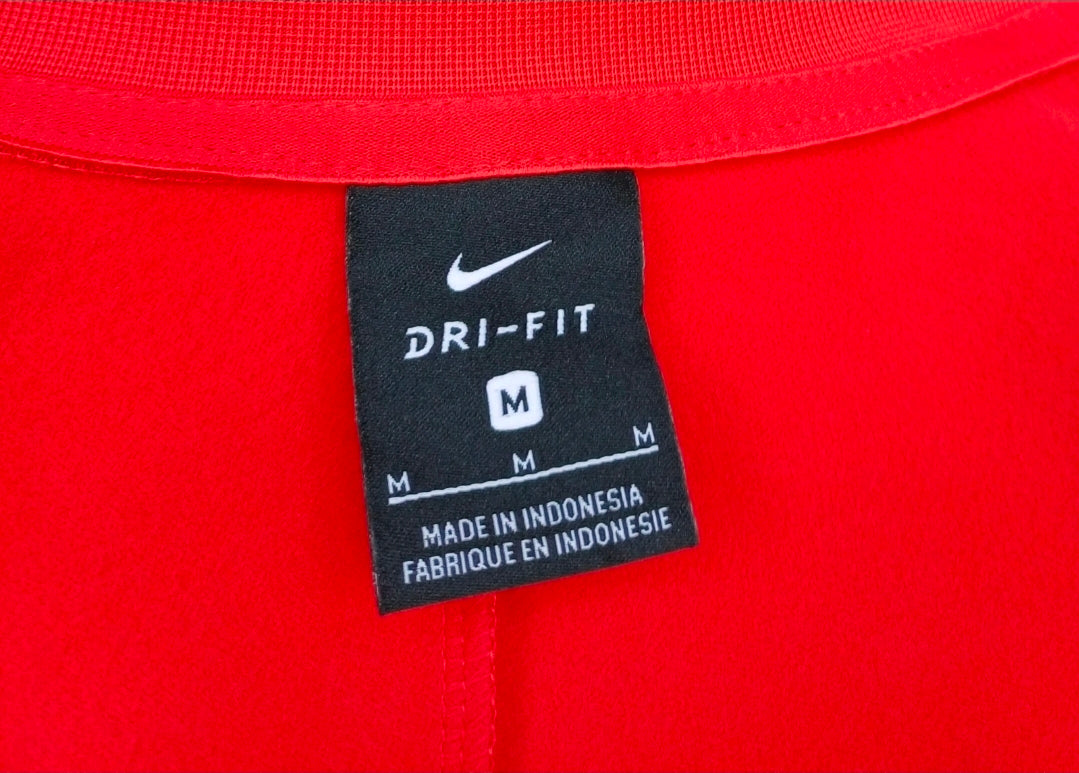 DRI-FIT
M
M M M
MADE IN INDONESIA
FABRIQUE EN INDONESIE